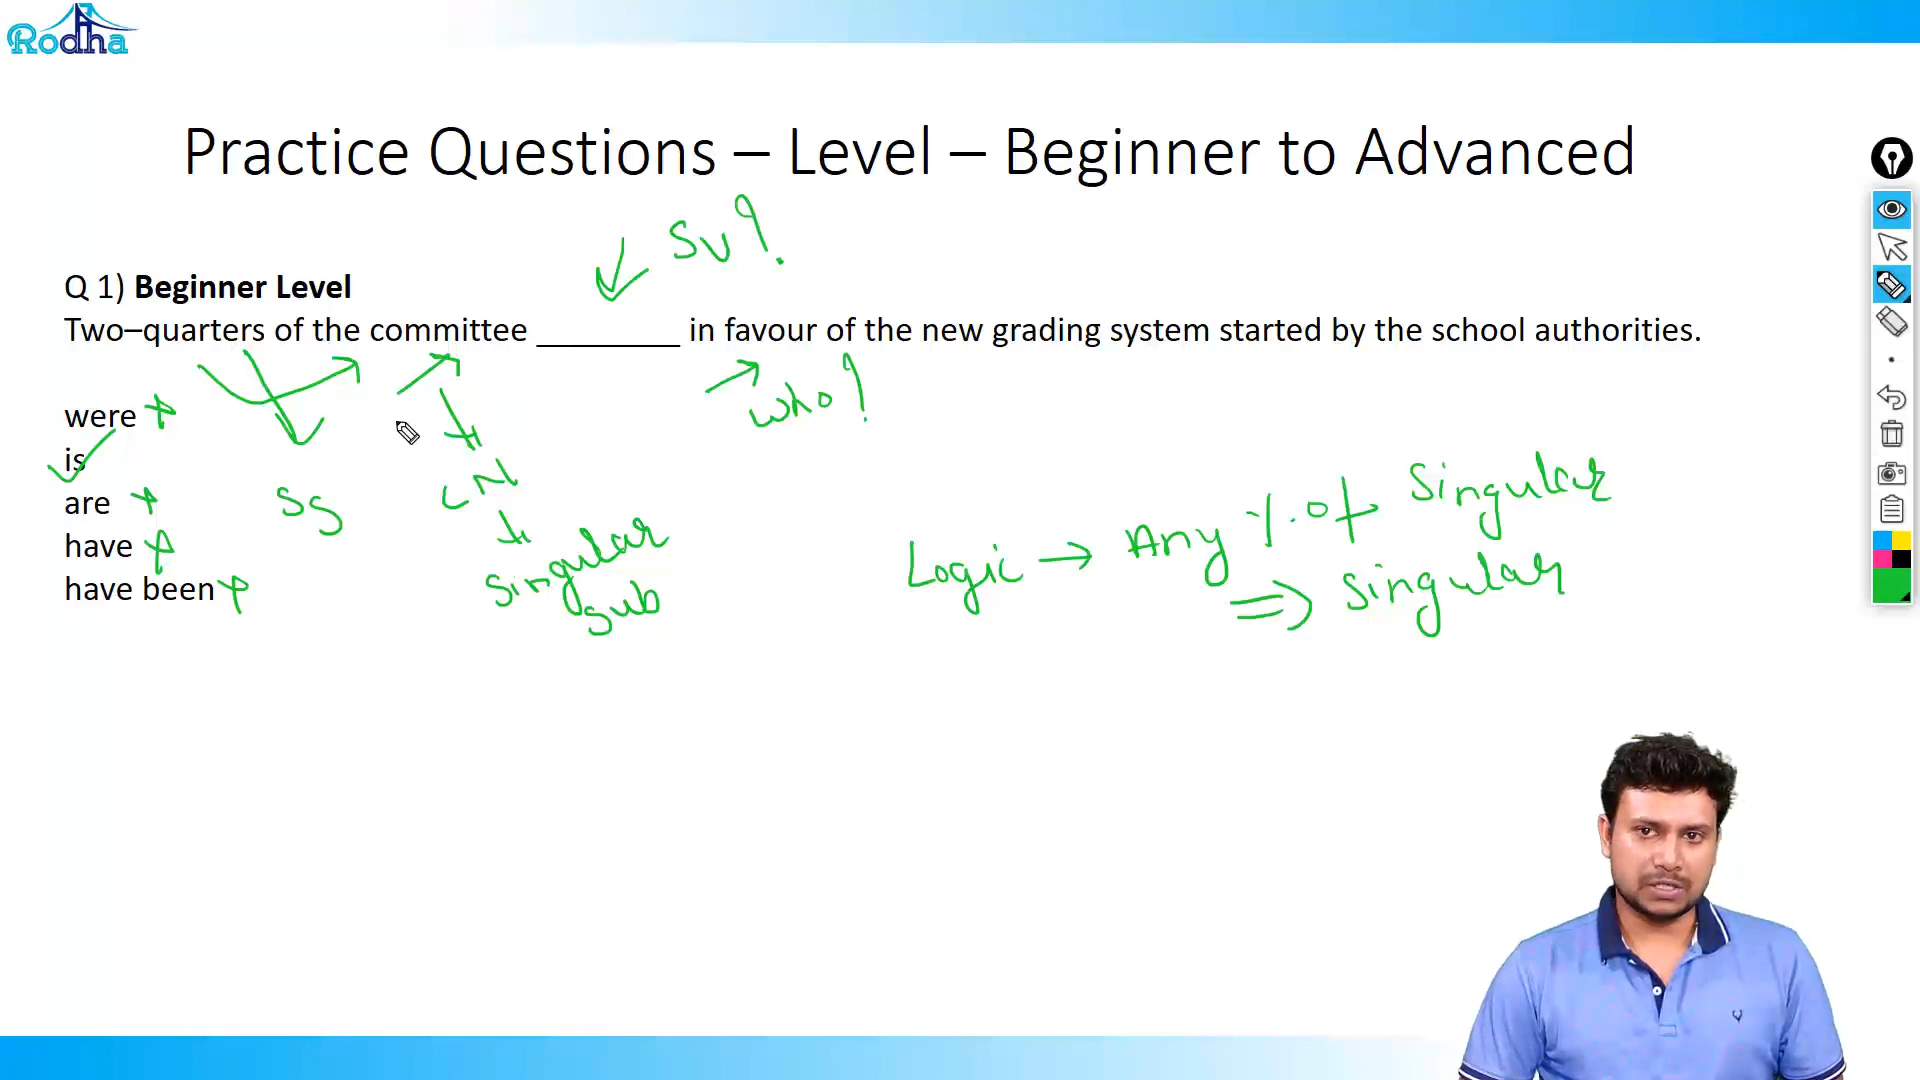 Rodha
Practice Questions – Level – Beginner to Advanced
SV?
Q 1) Beginner Level
Two–quarters of the committee _________ in favour of the new grading system started by the school authorities.
who?
were
is
are
have
have been
SS
CN
Singular
Sub
Logic → Any % of Singular
⇒ Singular